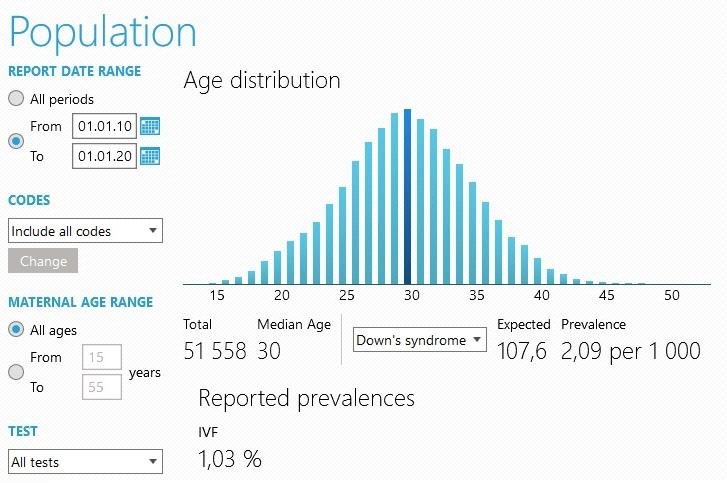 Population
REPORT DATE RANGE
All periods
From 01.01.10
To 01.01.20
CODES
Include all codes
Change
MATERNAL AGE RANGE
All ages
From 15
years
To 55
TEST
All tests
Age distribution
15 20 25 30 35 40 45 50
Total Median Age Expected Prevalence
51 558 30 Down's syndrome 107,6 2,09 per 1 000
Reported prevalences
IVF
1,03 %